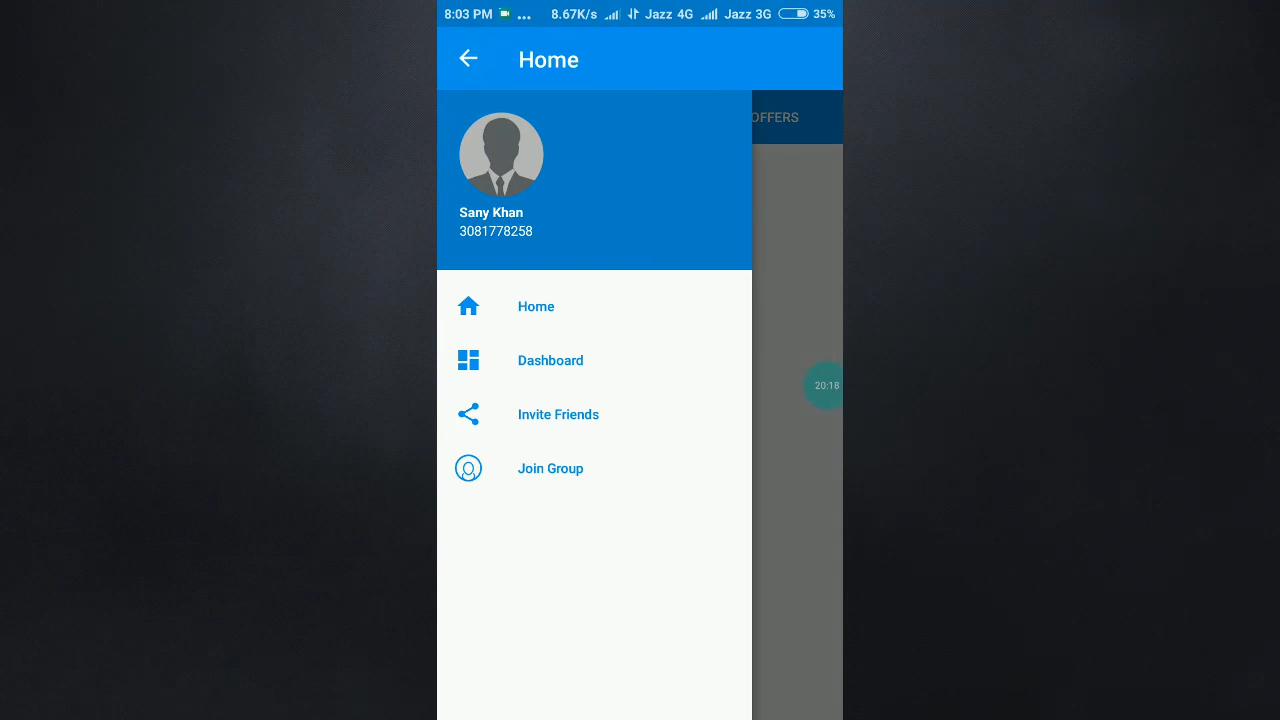 8:03 PM ... 8.67K/s Jazz 4G Jazz 3G 35%
Home
OFFERS
Sany Khan
3081778258
Home
Dashboard
20:18
Invite Friends
Join Group